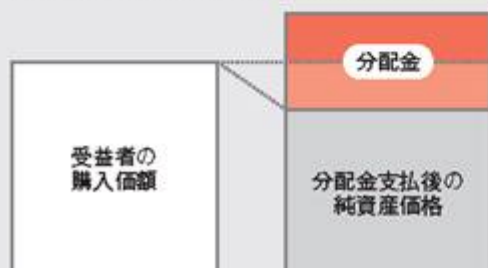 分配金
受益者の
購入価額
分配金支払後の
純資産価格